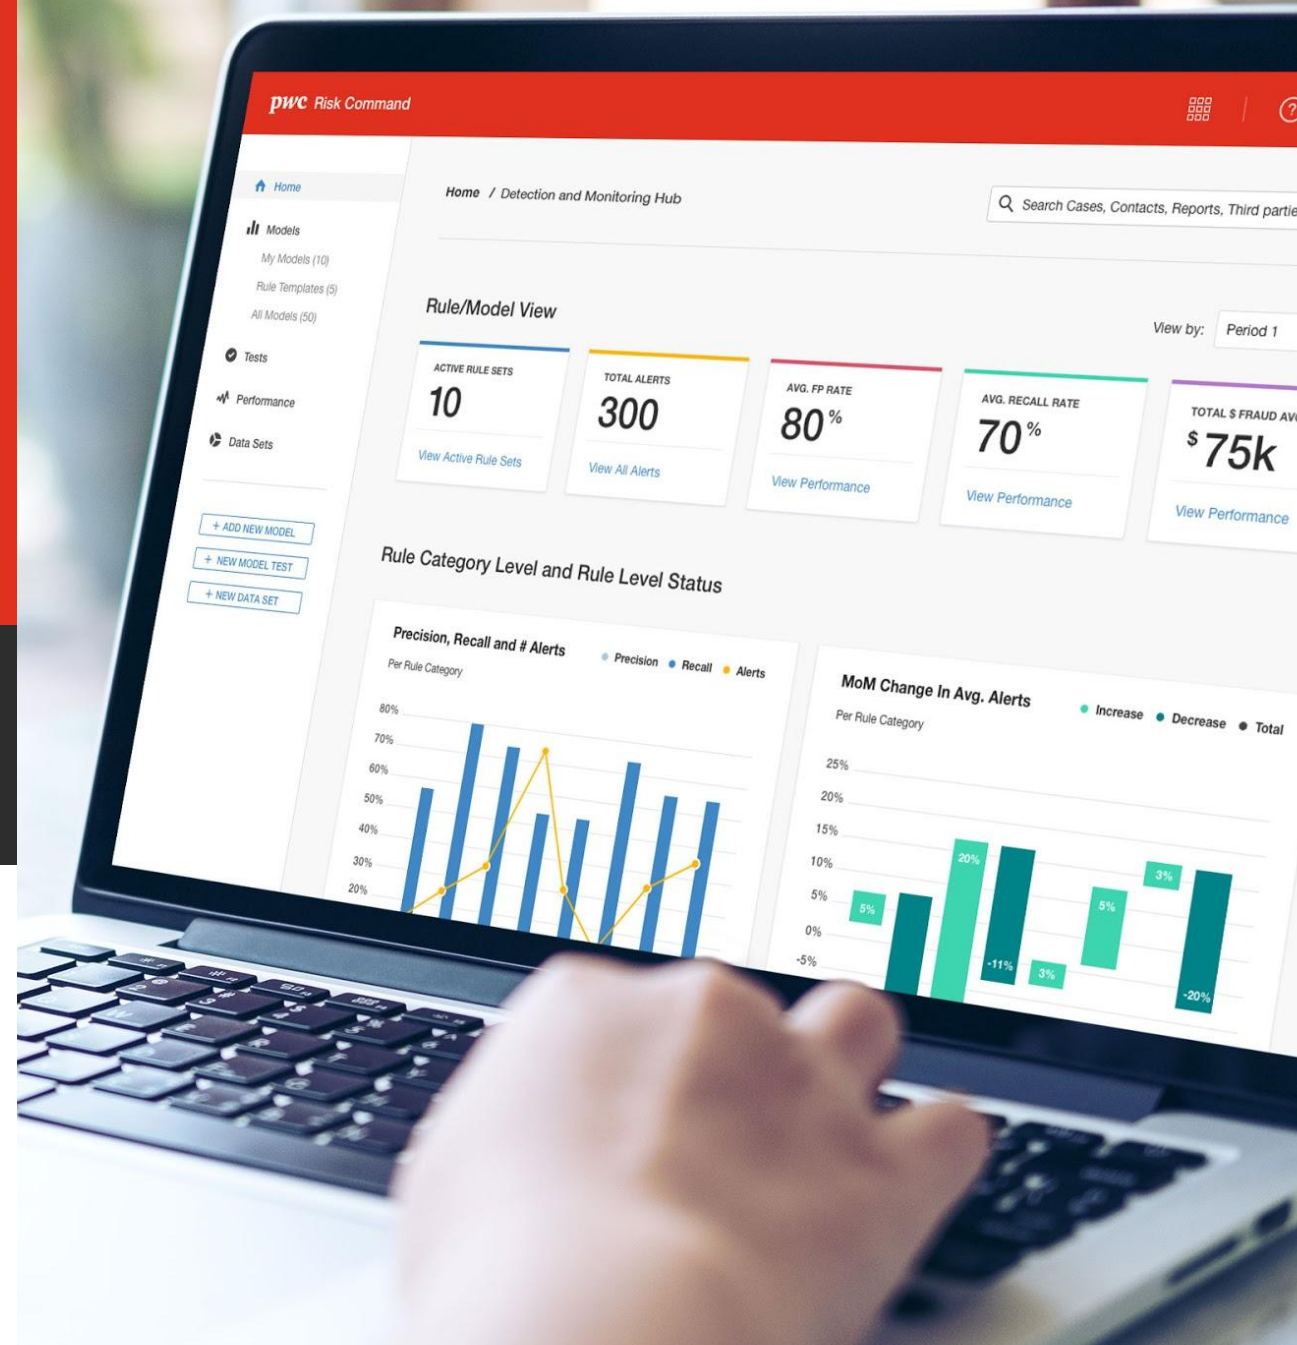 pwc Risk Command
Home
Models
My Models (10)
Rule Templates (5)
All Models (50)
Tests
Performance
Data Sets
+ ADD NEW MODEL
+ NEW MODEL TEST
+ NEW DATA SET
Home / Detection and Monitoring Hub
Search Cases, Contacts, Reports, Third partie
Rule/Model View
View by: Period 1
ACTIVE RULE SETS
10
View Active Rule Sets
TOTAL ALERTS
300
View All Alerts
AVG. FP RATE
80%
View Performance
AVG. RECALL RATE
70%
View Performance
TOTAL $ FRAUD AV
$75k
View Performance
Rule Category Level and Rule Level Status
Precision, Recall and # Alerts
Precision Recall Alerts
Per Rule Category
80%
70%
60%
50%
40%
30%
20%
MoM Change In Avg. Alerts
Increase Decrease Total
Per Rule Category
25%
20%
15%
10%
5%
0%
-5%
5%
20%
-11%
3%
5%
3%
-20%